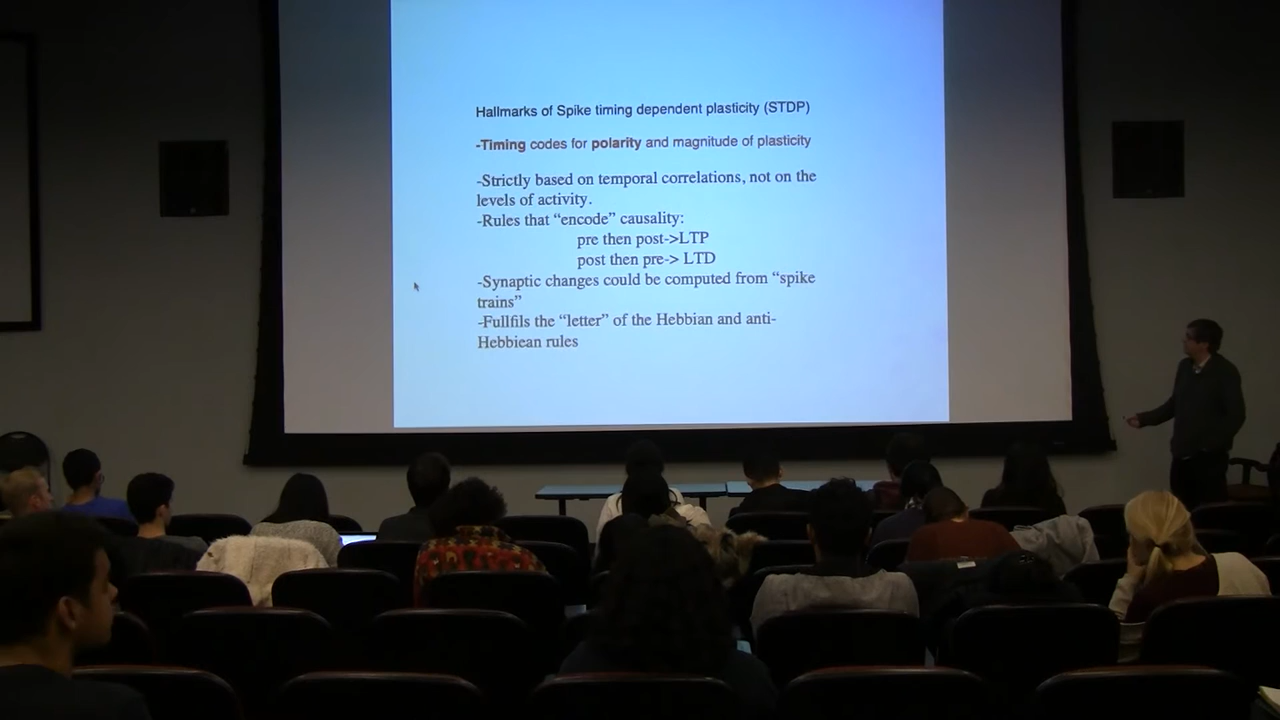 Hallmarks of Spike timing dependent plasticity (STDP)
-Timing codes for polarity and magnitude of plasticity
-Strictly based on temporal correlations, not on the
levels of activity.
-Rules that “encode” causality:
pre then post->LTP
post then pre-> LTD
-Synaptic changes could be computed from “spike
trains”
-Fullfils the “letter” of the Hebbian and anti-
Hebbiean rules